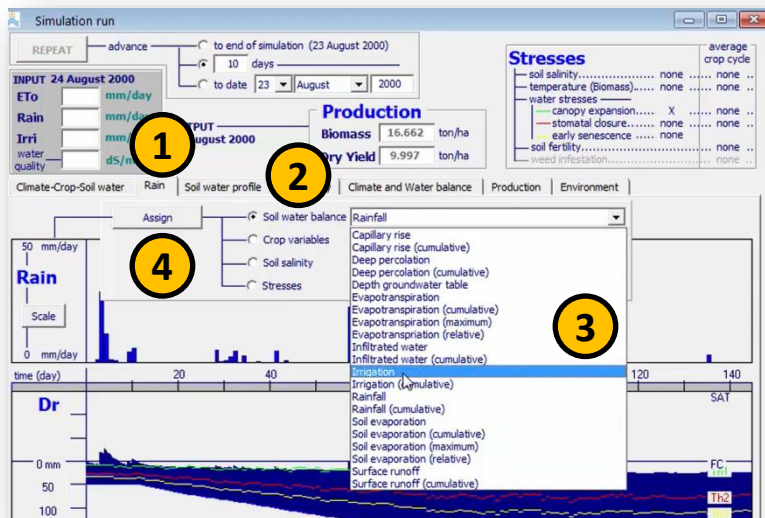 Simulation run
REPEAT advance to end of simulation (23 August 2000)
10 days
to date 23 August 2000
INPUT 24 August 2000
ETo mm/day
Rain mm/day
Irri
water quality dS/m
Production
Biomass 16.662 ton/ha
Dry Yield 9.997 ton/ha
Stresses average crop cycle
soil salinity............... none ... none ..
temperature (Biomass)..... none ... none ..
water stresses
canopy expansion.... X .... none ..
stomatal closure..... none ... none ..
early senescence ..... none
soil fertility............... none ... none ..
weed infestation............ none ..
1
2
3
4
Climate-Crop-Soil water Rain Soil water profile Climate and Water balance Production Environment
Assign Soil water balance Rainfall
Crop variables
Soil salinity
Stresses
Capillary rise
Capillary rise (cumulative)
Deep percolation
Deep percolation (cumulative)
Depth groundwater table
Evapotranspiration
Evapotranspiration (cumulative)
Evapotranspiration (maximum)
Evapotranspriation (relative)
Infiltrated water
Infiltrated water (cumulative)
Irrigation
Irrigation (cumulative)
Rainfall
Rainfall (cumulative)
Soil evaporation
Soil evaporation (cumulative)
Soil evaporation (maximum)
Soil evaporation (relative)
Surface runoff
Surface runoff (cumulative)
50 mm/day
Rain
Scale
0 mm/day
time (day) 20 40 120 140
Dr SAT
0 mm FC
50 Th2
100